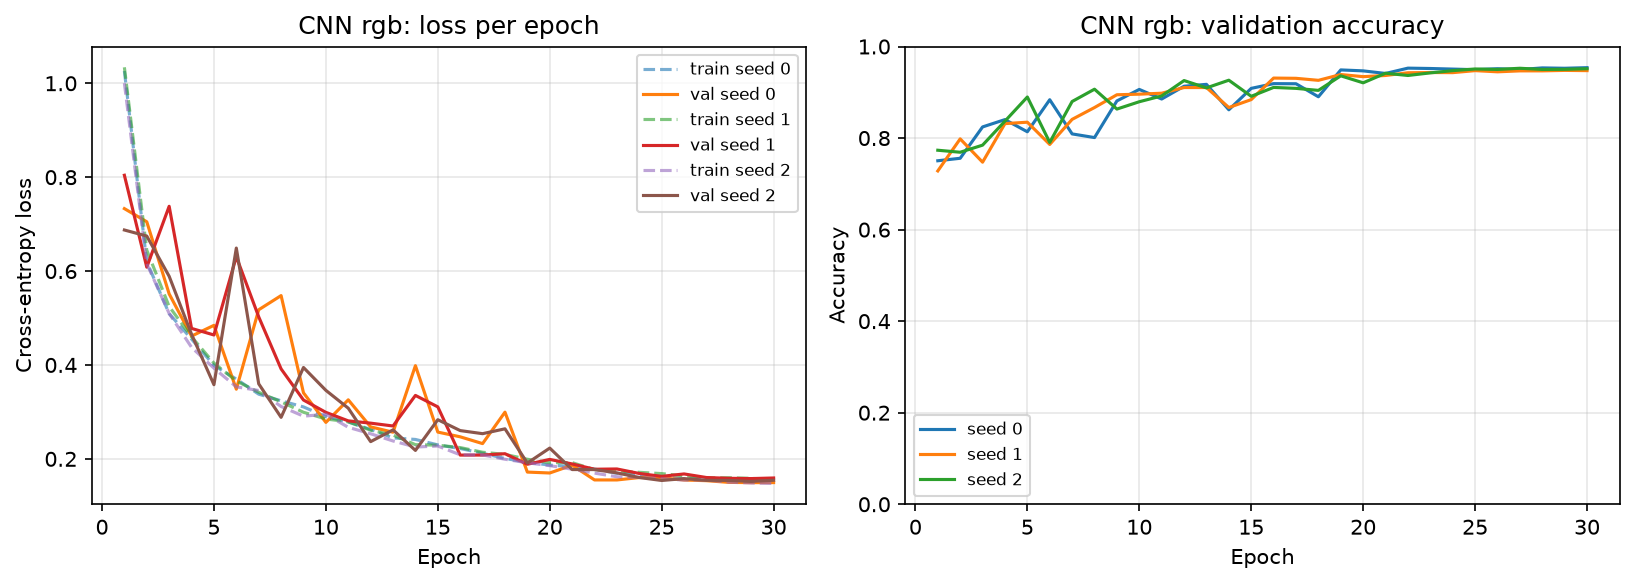 CNN rgb: loss per epoch
Cross-entropy loss
1.0
0.8
0.6
0.4
0.2
train seed 0
val seed 0
train seed 1
val seed 1
train seed 2
val seed 2
0 5 10 15 20 25 30
Epoch
CNN rgb: validation accuracy
Accuracy
1.0
0.8
0.6
0.4
0.2
0.0
seed 0
seed 1
seed 2
0 5 10 15 20 25 30
Epoch